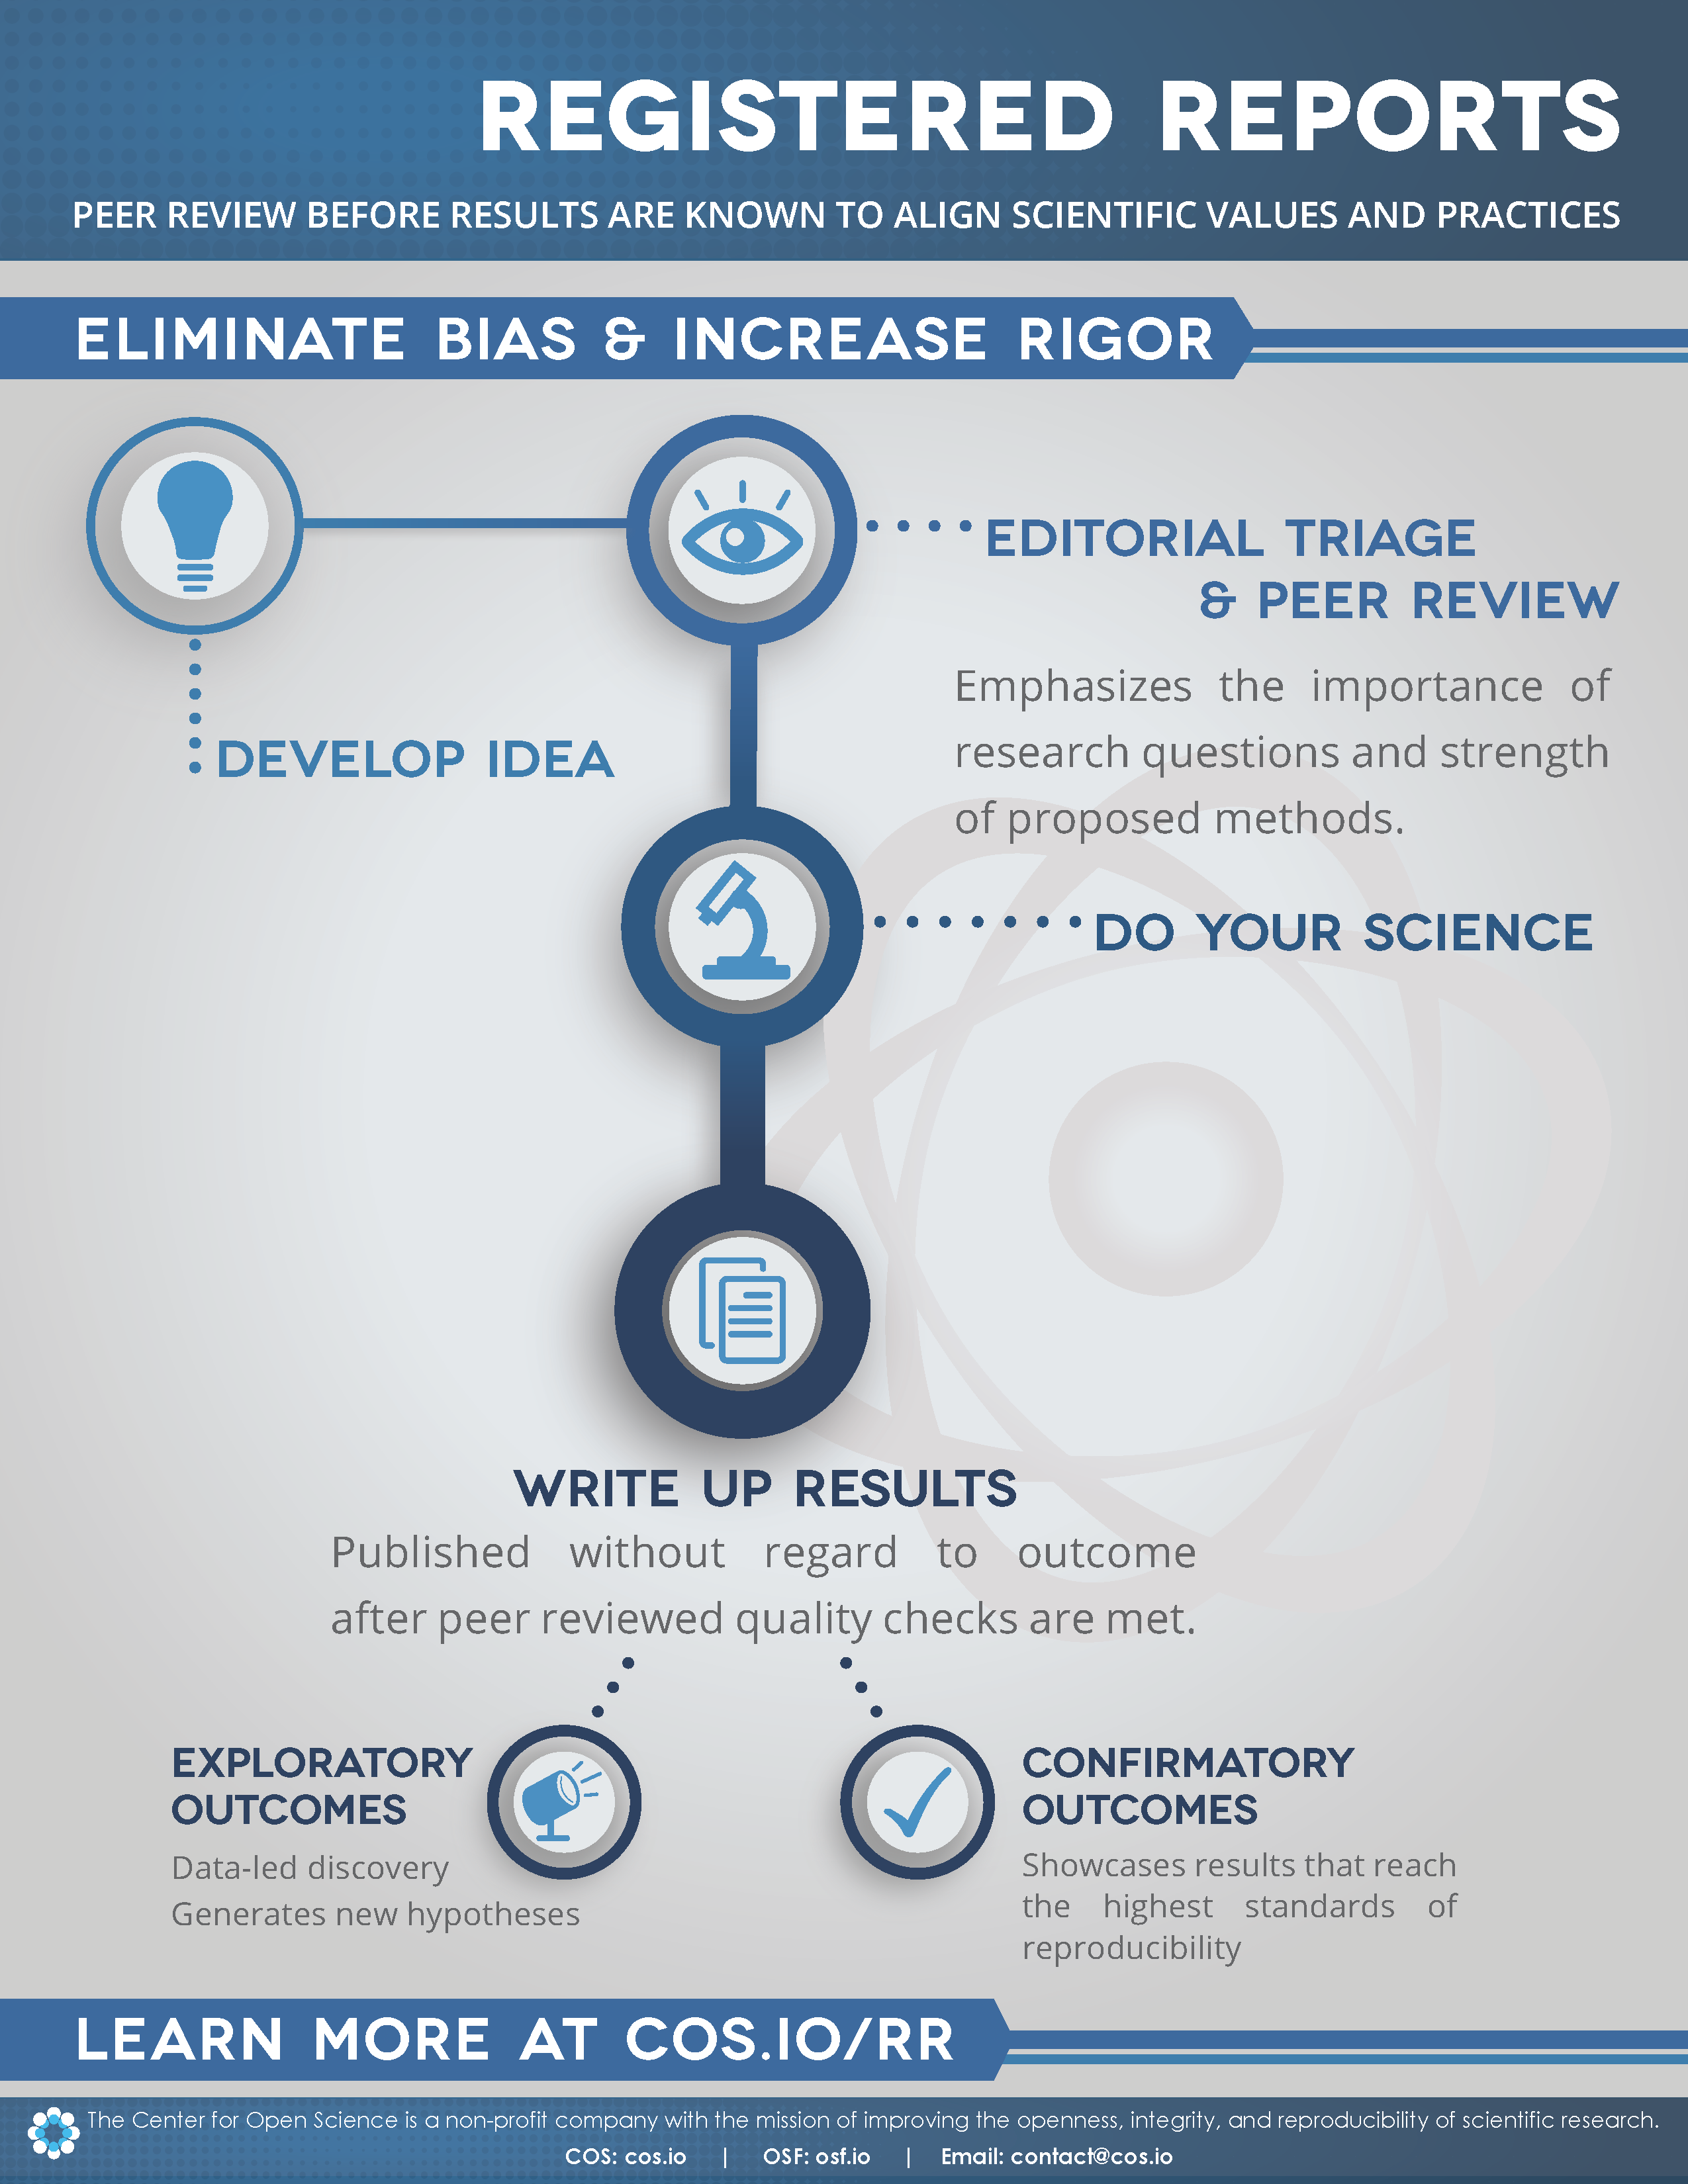 REGISTERED REPORTS
PEER REVIEW BEFORE RESULTS ARE KNOWN TO ALIGN SCIENTIFIC VALUES AND PRACTICES
ELIMINATE BIAS & INCREASE RIGOR
EDITORIAL TRIAGE
& PEER REVIEW
Emphasizes the importance of
research questions and strength
of proposed methods.
DEVELOP IDEA
DO YOUR SCIENCE
WRITE UP RESULTS
Published without regard to outcome
after peer reviewed quality checks are met.
EXPLORATORY
OUTCOMES
Data-led discovery
Generates new hypotheses
CONFIRMATORY
OUTCOMES
Showcases results that reach
the highest standards of
reproducibility
LEARN MORE AT COS.IO/RR
The Center for Open Science is a non-profit company with the mission of improving the openness, integrity, and reproducibility of scientific research.
COS: cos.io | OSF: osf.io | Email: contact@cos.io